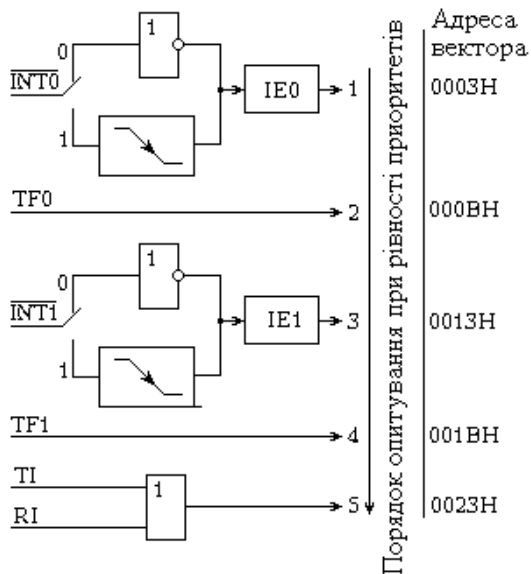 Адреса
вектора
0
1
INT0
IE0
1
0003H
1
TF0
2
000BH
0
1
INT1
IE1
3
0013H
1
TF1
4
001BH
TI
1
5
0023H
RI
Порядок опитування при рівності приоритетів